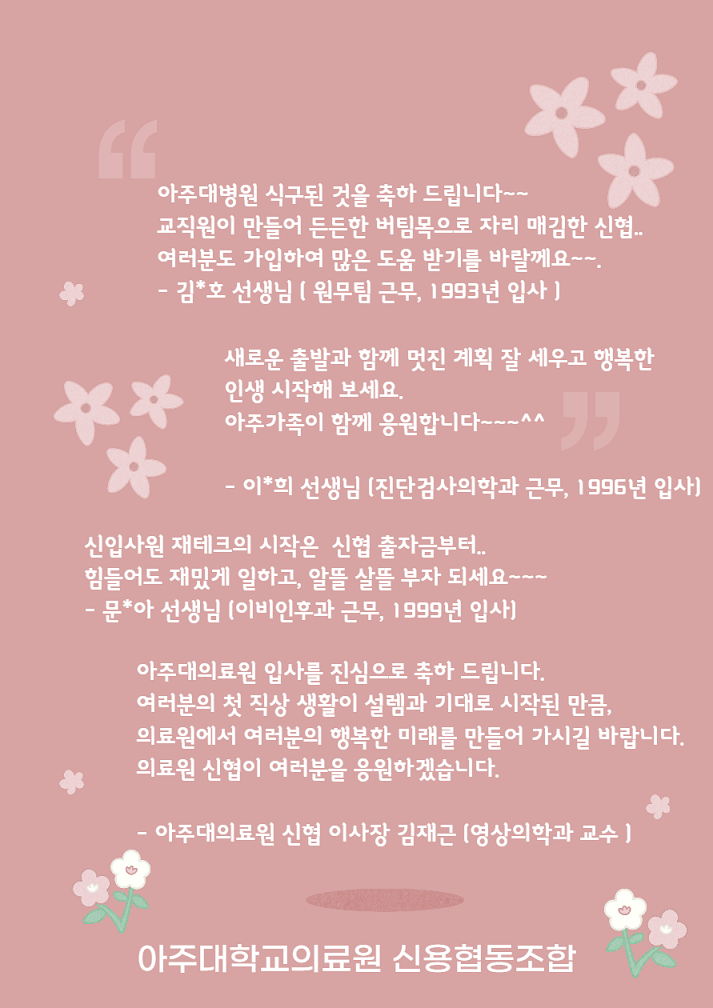 아주대병원 식구된 것을 축하 드립니다~~
교직원이 만들어 든든한 버팀목으로 자리 매김한 신협..
여러분도 가입하여 많은 도움 받기를 바랄께요~~.
- 김*호 선생님 ( 원무팀 근무, 1993년 입사 )
새로운 출발과 함께 멋진 계획 잘 세우고 행복한
인생 시작해 보세요.
아주가족이 함께 응원합니다~~~^^
- 이*희 선생님 (진단검사의학과 근무, 1996년 입사)
신입사원 재테크의 시작은 신협 출자금부터..
힘들어도 재밌게 일하고, 알뜰 살뜰 부자 되세요~~~
- 문*아 선생님 (이비인후과 근무, 1999년 입사)
아주대의료원 입사를 진심으로 축하 드립니다.
여러분의 첫 직상 생활이 설렘과 기대로 시작된 만큼,
의료원에서 여러분의 행복한 미래를 만들어 가시길 바랍니다.
의료원 신협이 여러분을 응원하겠습니다.
- 아주대의료원 신협 이사장 김재근 (영상의학과 교수 )
아주대학교의료원 신용협동조합